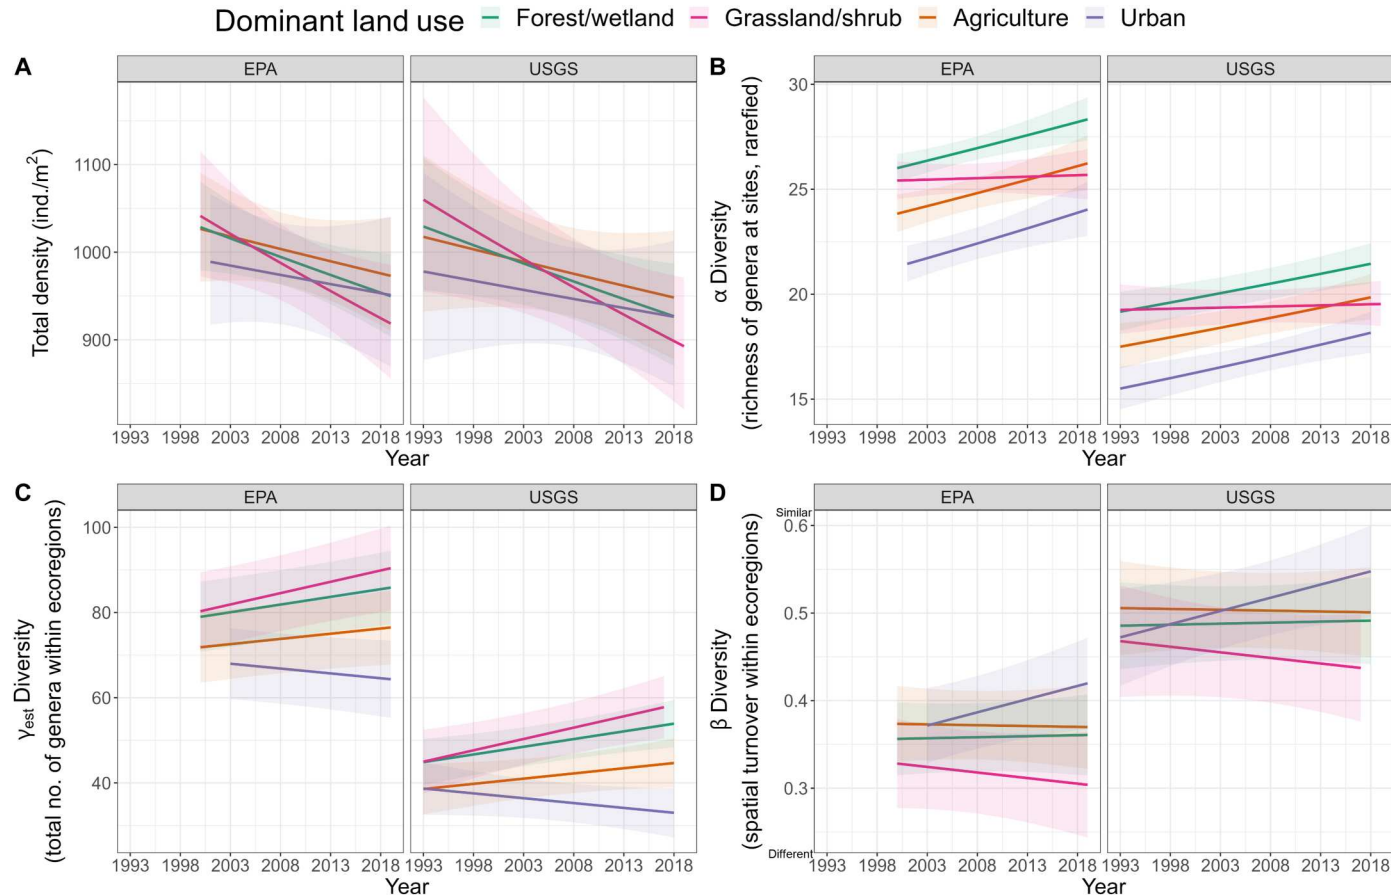 Dominant land use Forest/wetland Grassland/shrub Agriculture Urban
A
EPA
USGS
Total density (ind./m²)
1100
1000
900
1993 1998 2003 2008 2013 2018
1993 1998 2003 2008 2013 2018
Year
B
EPA
USGS
α Diversity
(richness of genera at sites, rarefied)
30
25
20
15
1993 1998 2003 2008 2013 2018
1993 1998 2003 2008 2013 2018
Year
C
EPA
USGS
γest Diversity
(total no. of genera within ecoregions)
100
80
60
40
1993 1998 2003 2008 2013 2018
1993 1998 2003 2008 2013 2018
Year
D
EPA
USGS
β Diversity
(spatial turnover within ecoregions)
Similar
0.6
0.5
0.4
0.3
Different
1993 1998 2003 2008 2013 2018
1993 1998 2003 2008 2013 2018
Year